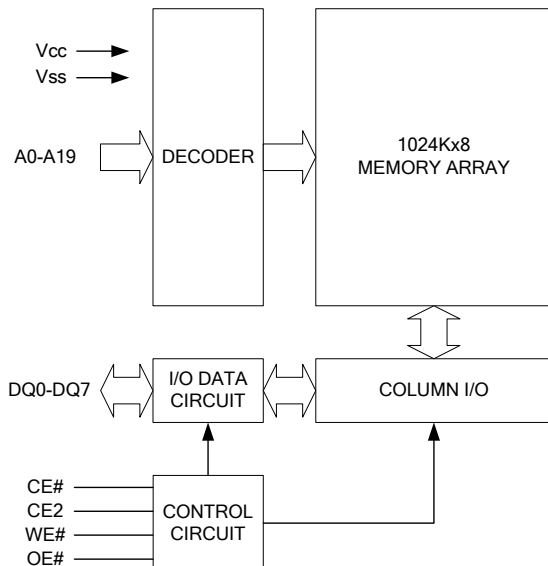 Vcc
Vss
A0-A19
DECODER
1024Kx8
MEMORY ARRAY
DQ0-DQ7
I/O DATA
CIRCUIT
COLUMN I/O
CE#
CE2
WE#
OE#
CONTROL
CIRCUIT